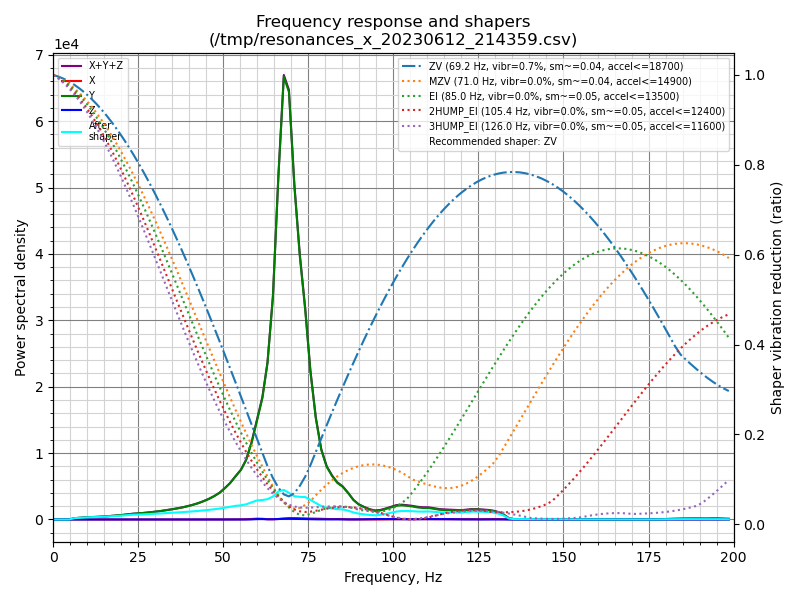 Frequency response and shapers
(/tmp/resonances_x_20230612_214359.csv)
1e4
X+Y+Z
X
Y
Z
After
shaper
ZV (69.2 Hz, vibr=0.7%, sm~=0.04, accel<=18700)
MZV (71.0 Hz, vibr=0.0%, sm~=0.04, accel<=14900)
EI (85.0 Hz, vibr=0.0%, sm~=0.05, accel<=13500)
2HUMP_EI (105.4 Hz, vibr=0.0%, sm~=0.05, accel<=12400)
3HUMP_EI (126.0 Hz, vibr=0.0%, sm~=0.05, accel<=11600)
Recommended shaper: ZV
7
6
5
4
3
2
1
0
Power spectral density
1.0
0.8
0.6
0.4
0.2
0.0
Shaper vibration reduction (ratio)
0 25 50 75 100 125 150 175 200
Frequency, Hz